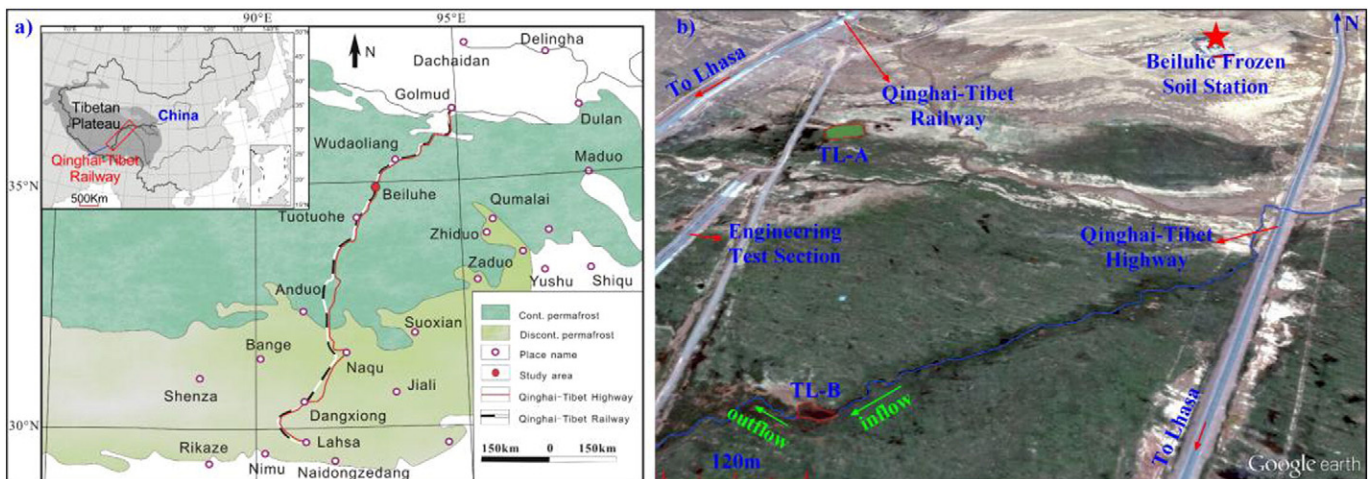 a)
90°E
95°E
N
Delingha
Dachaidan
Golmud
Dulan
Wudaoliang
Maduo
35°N
Beiluhe
Tuotuohe
Qumalai
Zhiduo
Zaduo
Yushu
Shiqu
Anduo
Suoxian
Bange
Naqu
Jiali
Shenza
Dangxiong
30°N
Lahsa
Rikaze
Nimu
Naidongzedang
Tibetan
Plateau
China
Qinghai-Tibet
Railway
500Km
Cont. permafrost
Discont. permafrost
Place name
Study area
Qinghai-Tibet Highway
Qinghai-Tibet Railway
150km 0 150km
b)
N
To Lhasa
Qinghai-Tibet
Railway
Beiluhe Frozen
Soil Station
TL-A
Engineering
Test Section
Qinghai-Tibet
Highway
TL-B
inflow
outflow
To Lhasa
120m
Google earth